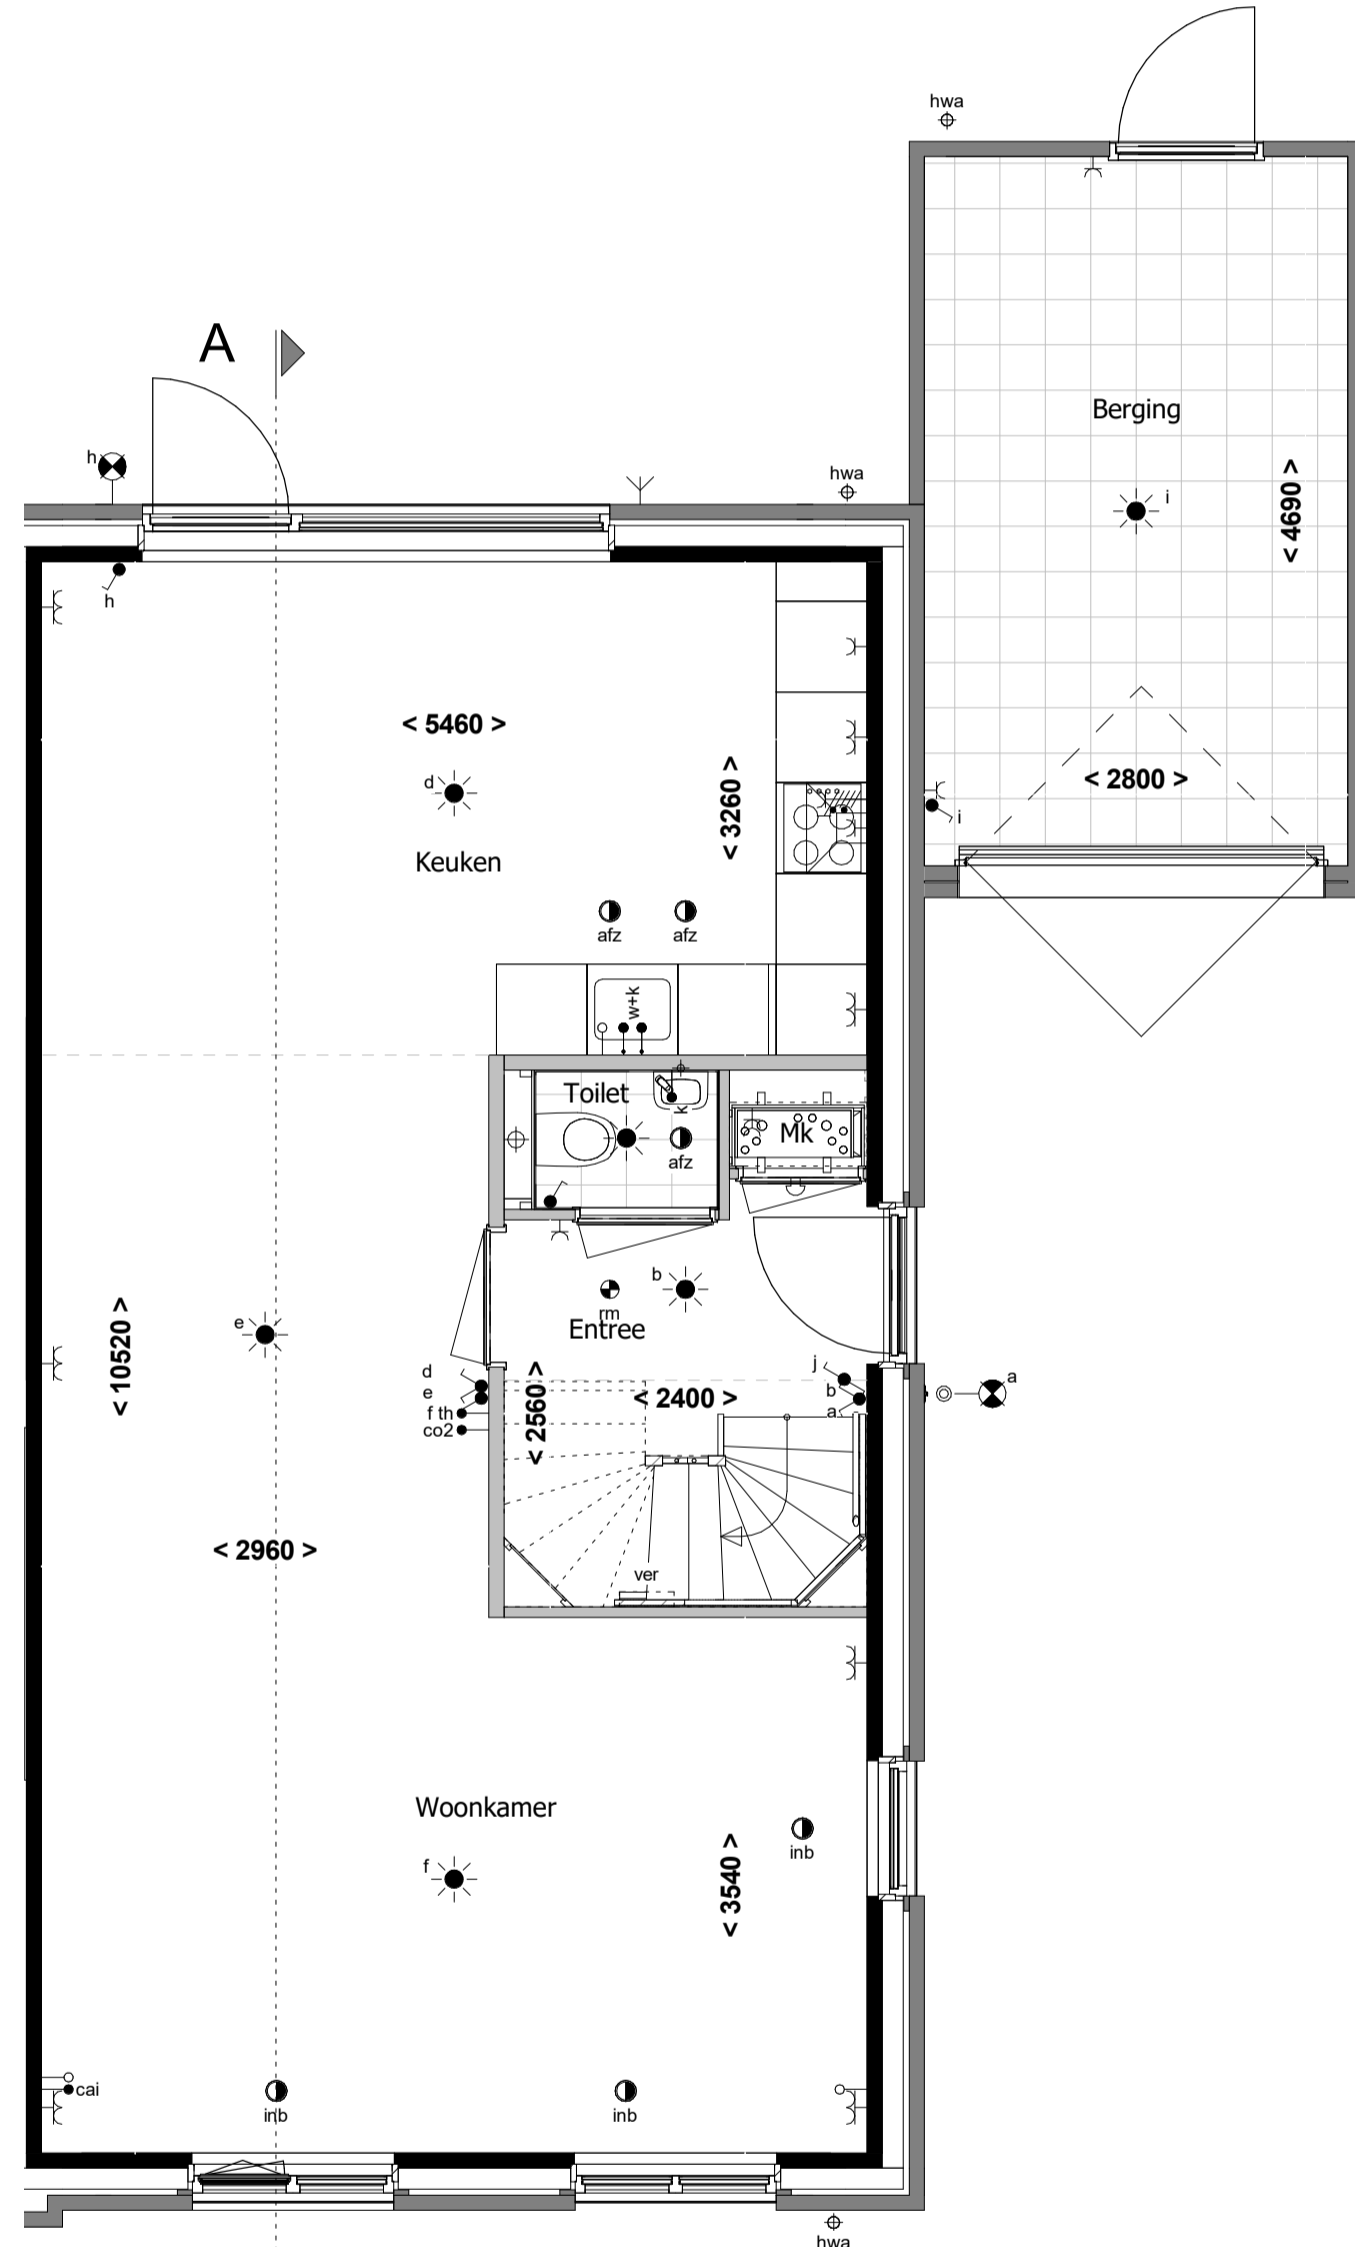 hwa
A
Berging
h
hwa
i
< 4690 >
h
< 5460 >
d
< 3260 >
< 2800 >
i
Keuken
afz
afz
w+k
Toilet
k
Mk
afz
b
rm
Entree
e
< 10520 >
d
e
f th
co2
< 2560 >
< 2400 >
j
b
a
a
< 2960 >
ver
Woonkamer
f
< 3540 >
inb
cai
inb
inb
hwa